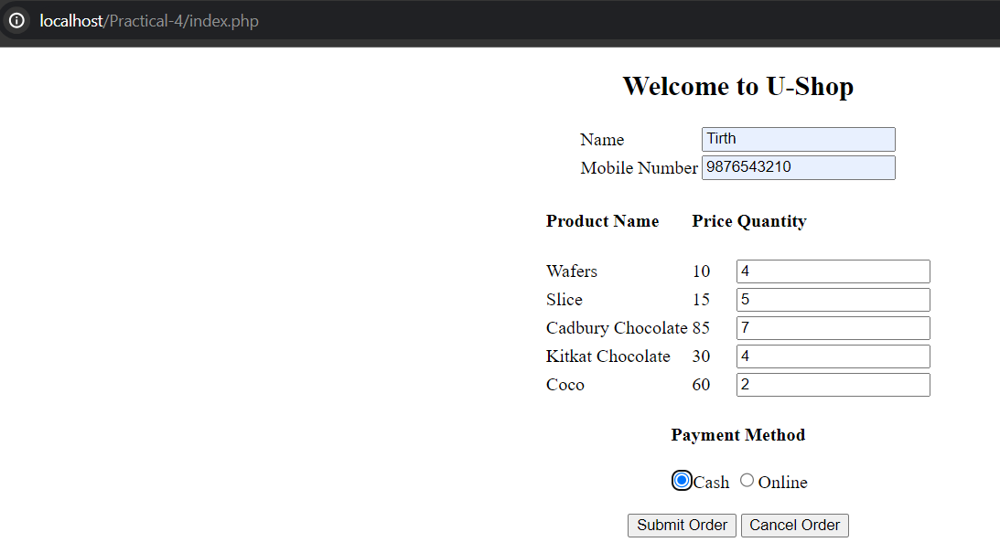 localhost/Practical-4/index.php
Welcome to U-Shop
Name Tirth
Mobile Number 9876543210
Product Name Price Quantity
Wafers 10 4
Slice 15 5
Cadbury Chocolate 85 7
Kitkat Chocolate 30 4
Coco 60 2
Payment Method
Cash Online
Submit Order Cancel Order